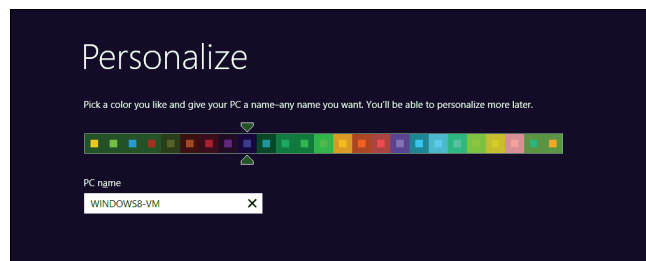 Personalize
Pick a color you like and give your PC a name–any name you want. You'll be able to personalize more later.
PC name
WINDOWS8-VM